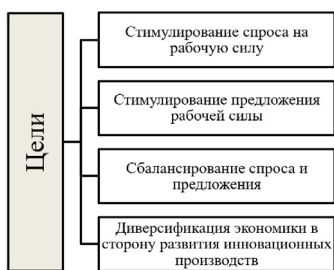 Цели
Стимулирование спроса на
рабочую силу
Стимулирование предложения
рабочей силы
Сбалансирование спроса и
предложения
Диверсификация экономики в
сторону развития инновационных
производств